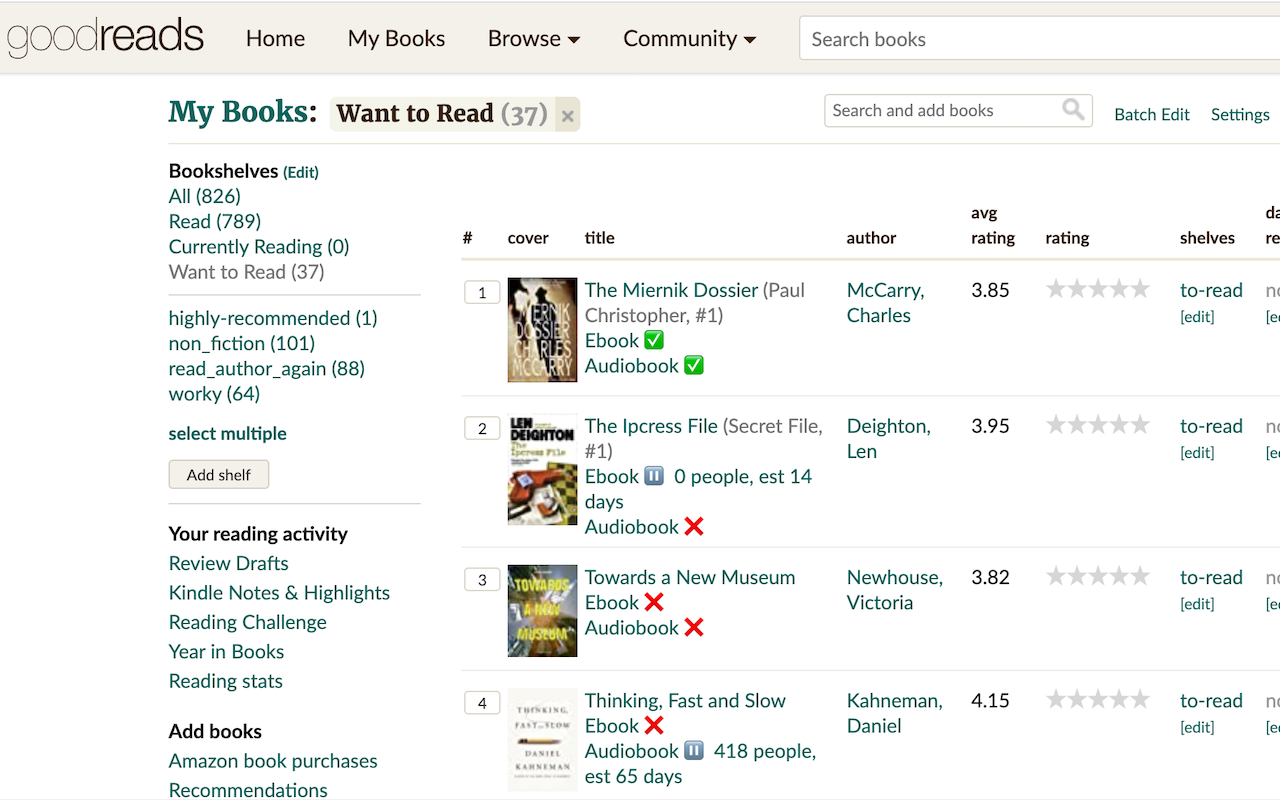 goodreads Home My Books Browse Community Search books
My Books: Want to Read (37) × Search and add books Batch Edit Settings
Bookshelves (Edit)
All (826)
Read (789)
Currently Reading (0)
Want to Read (37)
highly-recommended (1)
non_fiction (101)
read_author_again (88)
worky (64)
select multiple
Add shelf
Your reading activity
Review Drafts
Kindle Notes & Highlights
Reading Challenge
Year in Books
Reading stats
Add books
Amazon book purchases
Recommendations
avg
# cover title author rating rating shelves
1
MIERNIK
DOSSIER
CHARLES
MCCARRY
The Miernik Dossier (Paul
Christopher, #1)
Ebook ✅
Audiobook ✅
McCarry,
Charles
3.85
to-read
[edit]
2
LEN
DEIGHTON
The
Ipcress File
The Ipcress File (Secret File,
#1)
Ebook ⏸ 0 people, est 14
days
Audiobook ❌
Deighton,
Len
3.95
to-read
[edit]
3
TOWARDS
A NEW
MUSEUM
Towards a New Museum
Ebook ❌
Audiobook ❌
Newhouse,
Victoria
3.82
to-read
[edit]
4
THINKING,
FAST AND SLOW
DANIEL
KAHNEMAN
Thinking, Fast and Slow
Ebook ❌
Audiobook ⏸ 418 people,
est 65 days
Kahneman,
Daniel
4.15
to-read
[edit]